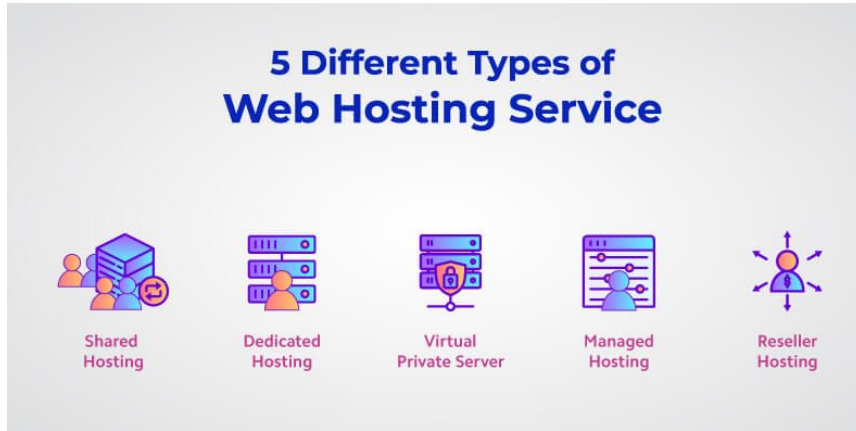 5 Different Types of
Web Hosting Service
Shared
Hosting
Dedicated
Hosting
Virtual
Private Server
Managed
Hosting
Reseller
Hosting
$